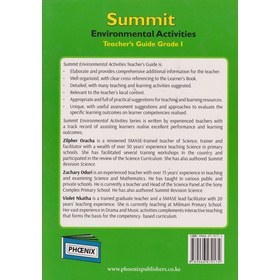 Summit
Environmental Activities
Teacher's Guide Grade 1
Summit Environmental Activities Teacher's Guide is:
• Elaborate and provides comprehensive additional information for the teacher.
• Well organized, with clear cross referencing to the Learner's Book.
• Detailed, with many teaching and learning activities suggested.
• Relevant to the teacher's local context.
• Appropriate and full of practical suggestions for teaching and learning resources.
• Unique, with useful assessment suggestions and approaches to evaluate the specific learning outcomes on learner competencies realised.
Summit Environmental Activities Series is written by experienced teachers with a track record of assisting learners realise excellent performance and learning outcomes.
Zilpher Oracha is a renowned SMASE-trained teacher of Science, trainer and facilitator with a wealth of over 30 years' experience teaching Science in primary schools. She has facilitated several training workshops in the country and participated in the review of the Science Curriculum. She has also authored Summit Revision Science.
Zachary Oduri is an experienced teacher with over 15 years' experience in teaching and examining Science and Mathematics. He has taught in various public and private schools. He is currently a teacher and Head of the Science Panel at the Sony Complex Primary School. He has also authored Summit Revision Science.
Violet Nkatha is a trained graduate teacher and a SMASE lead facilitator with 20 years' teaching experience. She is currently teaching at Milimani Primary School. Her vast experience in Drama and Music activities complements interactive teaching that forms the basis for the competency-based curriculum.
PHOENIX
www.phoenixpublishers.co.ke